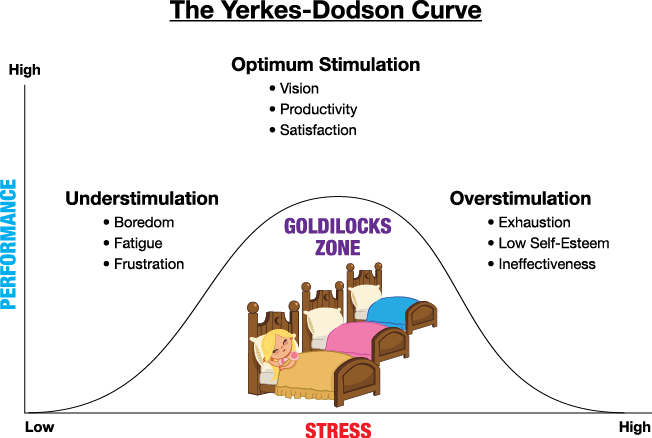 The Yerkes-Dodson Curve
High
Optimum Stimulation
• Vision
• Productivity
• Satisfaction
Understimulation
• Boredom
• Fatigue
• Frustration
Overstimulation
• Exhaustion
• Low Self-Esteem
• Ineffectiveness
GOLDILOCKS
ZONE
PERFORMANCE
Low
STRESS
High